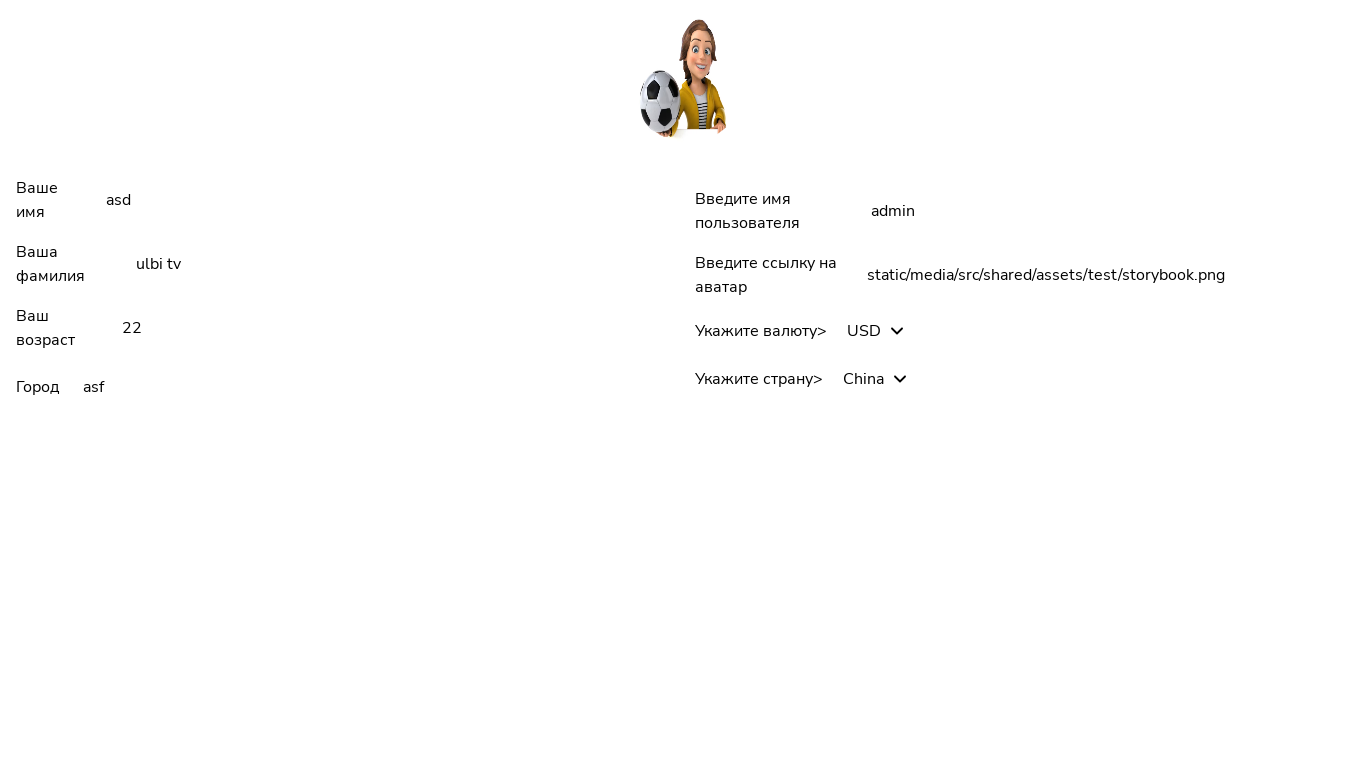 Ваше
имя
asd
Ваша
фамилия
ulbi tv
Ваш
возраст
22
Город
asf
Введите имя
пользователя
admin
Введите ссылку на
аватар
static/media/src/shared/assets/test/storybook.png
Укажите валюту>
USD
Укажите страну>
China